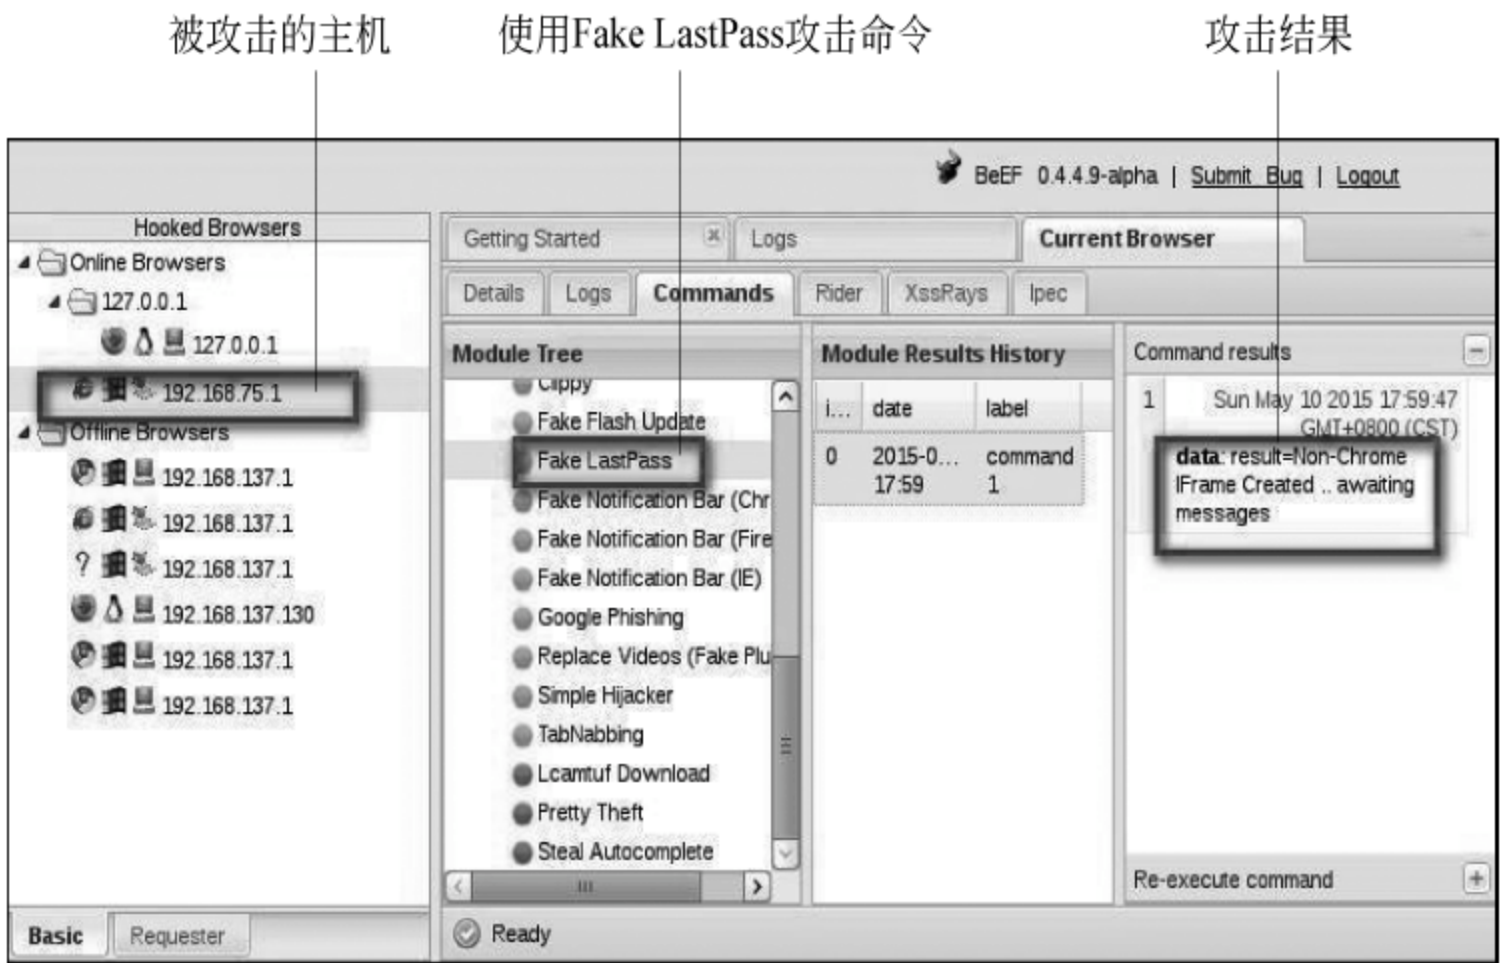 被攻击的主机
使用Fake LastPass攻击命令
攻击结果
BeEF 0.4.4.9-alpha | Submit Bug | Logout
Hooked Browsers
Online Browsers
127.0.0.1
127.0.0.1
192.168.75.1
Offline Browsers
192.168.137.1
192.168.137.1
192.168.137.1
192.168.137.130
192.168.137.1
192.168.137.1
Basic
Requester
Getting Started
Logs
Current Browser
Details
Logs
Commands
Rider
XssRays
Ipec
Module Tree
Clippy
Fake Flash Update
Fake LastPass
Fake Notification Bar (Chr
Fake Notification Bar (Fire
Fake Notification Bar (IE)
Google Phishing
Replace Videos (Fake Plu
Simple Hijacker
TabNabbing
Lcamtuf Download
Pretty Theft
Steal Autocomplete
Module Results History
i... date label
0 2015-0... command
17:59 1
Command results
1 Sun May 10 2015 17:59:47
GMT+0800 (CST)
data: result=Non-Chrome
IFrame Created .. awaiting
messages
Re-execute command
Ready